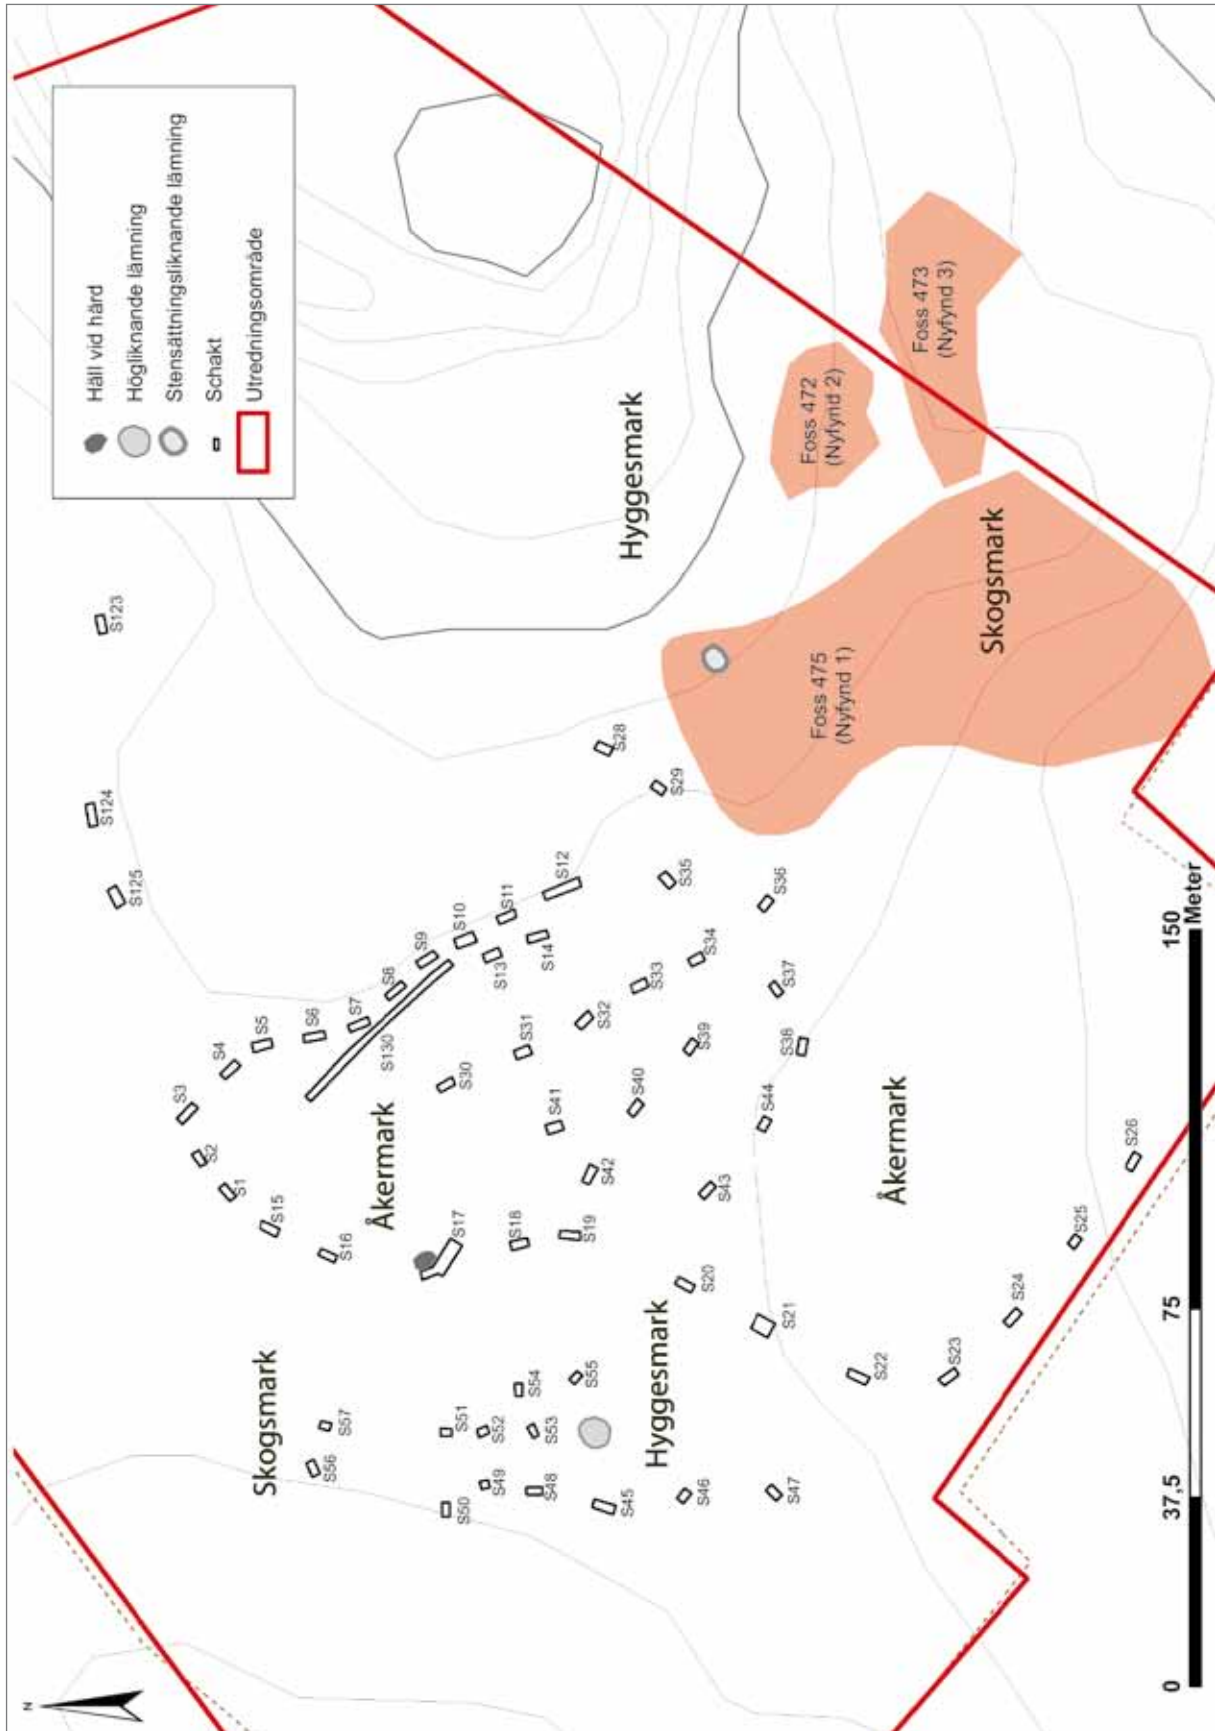 N
Häll vid härd
Högliknande lämning
Stensättningsliknande lämning
Schakt
Utredningsområde
S123
S124
S125
S3
S4
S2
S5
S1
S6
S15
S7
S16
S8
S130
S9
S10
S13
S11
S14
S12
S28
S29
S30
S31
S32
S33
S34
S35
S36
S37
S38
S39
S40
S41
S42
S43
S44
S17
S18
S19
S20
S21
S22
S23
S24
S25
S26
S57
S56
S51
S52
S54
S55
S53
S50
S49
S48
S45
S46
S47
Skogsmark
Åkermark
Hyggesmark
Hyggesmark
Åkermark
Skogsmark
Foss 475
(Nyfynd 1)
Foss 472
(Nyfynd 2)
Foss 473
(Nyfynd 3)
0
37,5
75
150
Meter